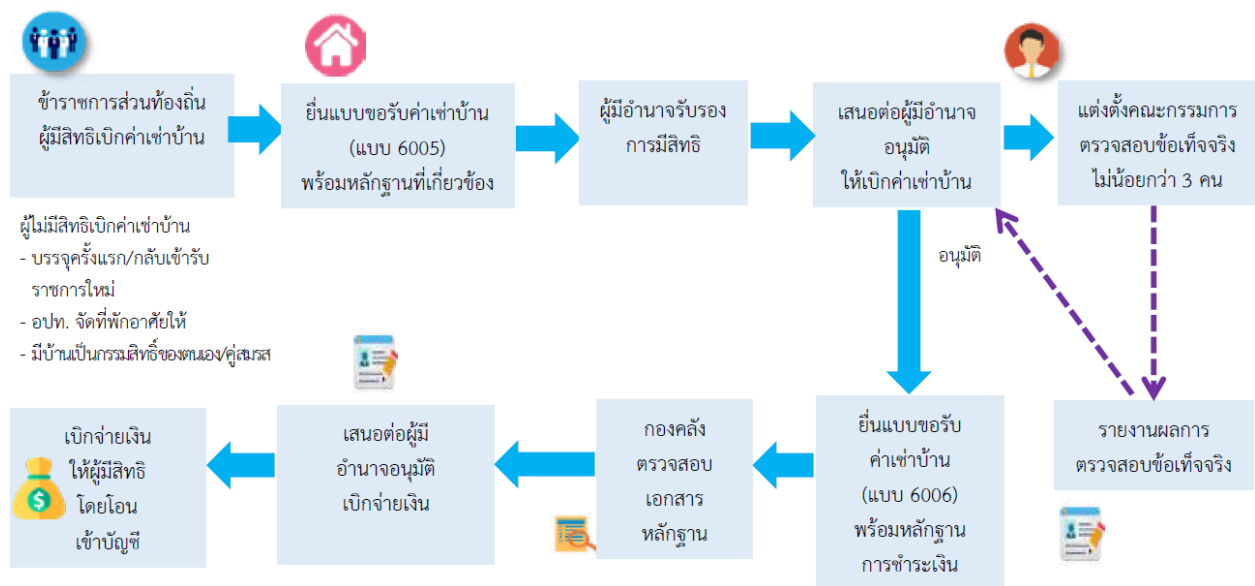 ข้าราชการส่วนท้องถิ่น
ผู้มีสิทธิเบิกค่าเช่าบ้าน
ยื่นแบบขอรับค่าเช่าบ้าน
(แบบ 6005)
พร้อมหลักฐานที่เกี่ยวข้อง
ผู้มีอำนาจรับรอง
การมีสิทธิ
เสนอต่อผู้มีอำนาจ
อนุมัติ
ให้เบิกค่าเช่าบ้าน
แต่งตั้งคณะกรรมการ
ตรวจสอบข้อเท็จจริง
ไม่น้อยกว่า 3 คน
ผู้ไม่มีสิทธิเบิกค่าเช่าบ้าน
- บรรจุครั้งแรก/กลับเข้ารับ
ราชการใหม่
- อปท. จัดที่พักอาศัยให้
- มีบ้านเป็นกรรมสิทธิ์ของตนเอง/คู่สมรส
อนุมัติ
เบิกจ่ายเงิน
ให้ผู้มีสิทธิ
โดยโอน
เข้าบัญชี
เสนอต่อผู้มี
อำนาจอนุมัติ
เบิกจ่ายเงิน
กองคลัง
ตรวจสอบ
เอกสาร
หลักฐาน
ยื่นแบบขอรับ
ค่าเช่าบ้าน
(แบบ 6006)
พร้อมหลักฐาน
การชำระเงิน
รายงานผลการ
ตรวจสอบข้อเท็จจริง